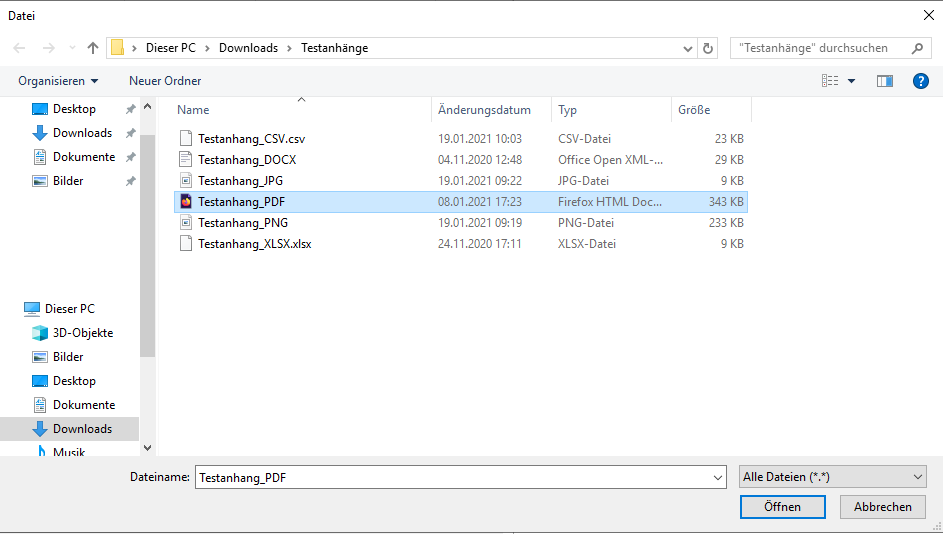 Datei
Dieser PC > Downloads > Testanhänge
"Testanhänge" durchsuchen
Organisieren
Neuer Ordner
Desktop
Downloads
Dokumente
Bilder
Dieser PC
3D-Objekte
Bilder
Desktop
Dokumente
Downloads
Musik
Name Änderungsdatum Typ Größe
Testanhang_CSV.csv 19.01.2021 10:03 CSV-Datei 23 KB
Testanhang_DOCX 04.11.2020 12:48 Office Open XML-... 29 KB
Testanhang_JPG 19.01.2021 09:22 JPG-Datei 9 KB
Testanhang_PDF 08.01.2021 17:23 Firefox HTML Doc... 343 KB
Testanhang_PNG 19.01.2021 09:19 PNG-Datei 233 KB
Testanhang_XLSX.xlsx 24.11.2020 17:11 XLSX-Datei 9 KB
Dateiname: Testanhang_PDF
Alle Dateien (*.*)
Öffnen
Abbrechen